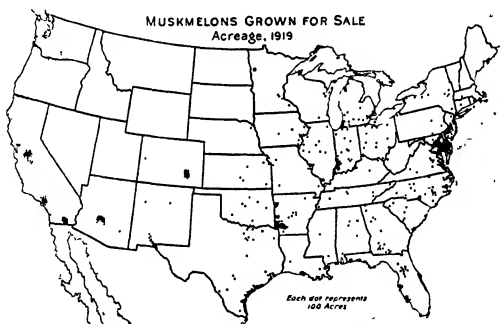 MUSKMELONS GROWN FOR SALE
Acreage, 1919
Each dot represents
100 Acres